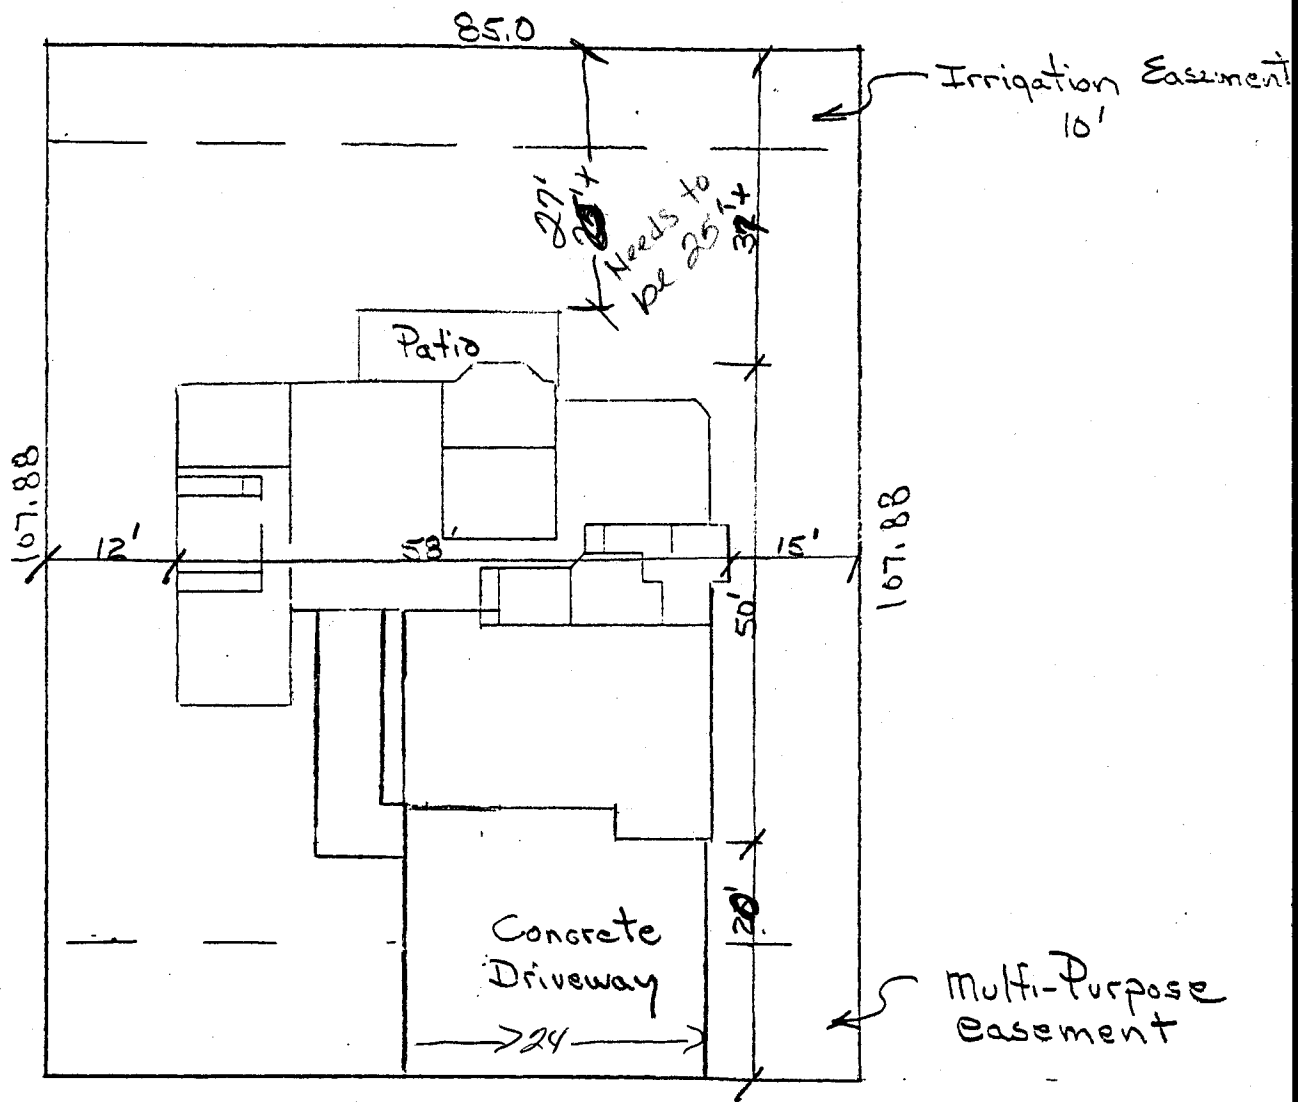 85.0
Irrigation Easement
10'
27'
Needs to
be 25'
Patio
107.88
12'
58'
15'
107.88
50'
20'
Concrete
Driveway
24
Multi-Purpose
easement